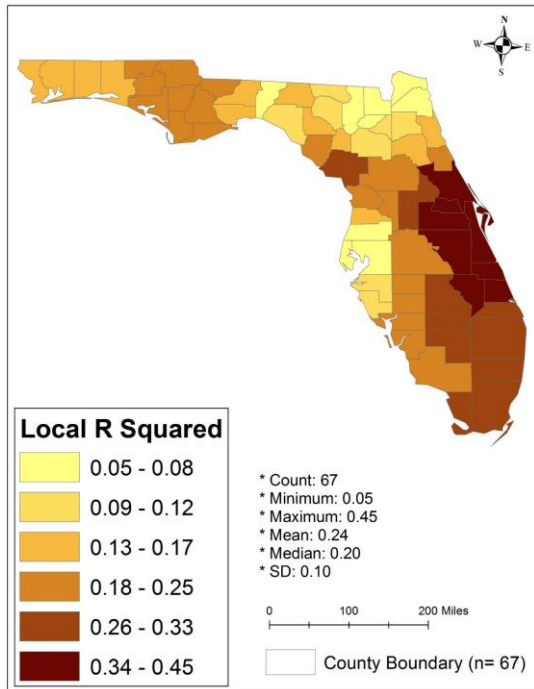 N
W E
S
Local R Squared
0.05 - 0.08
0.09 - 0.12
0.13 - 0.17
0.18 - 0.25
0.26 - 0.33
0.34 - 0.45
* Count: 67
* Minimum: 0.05
* Maximum: 0.45
* Mean: 0.24
* Median: 0.20
* SD: 0.10
0 100 200 Miles
County Boundary (n= 67)